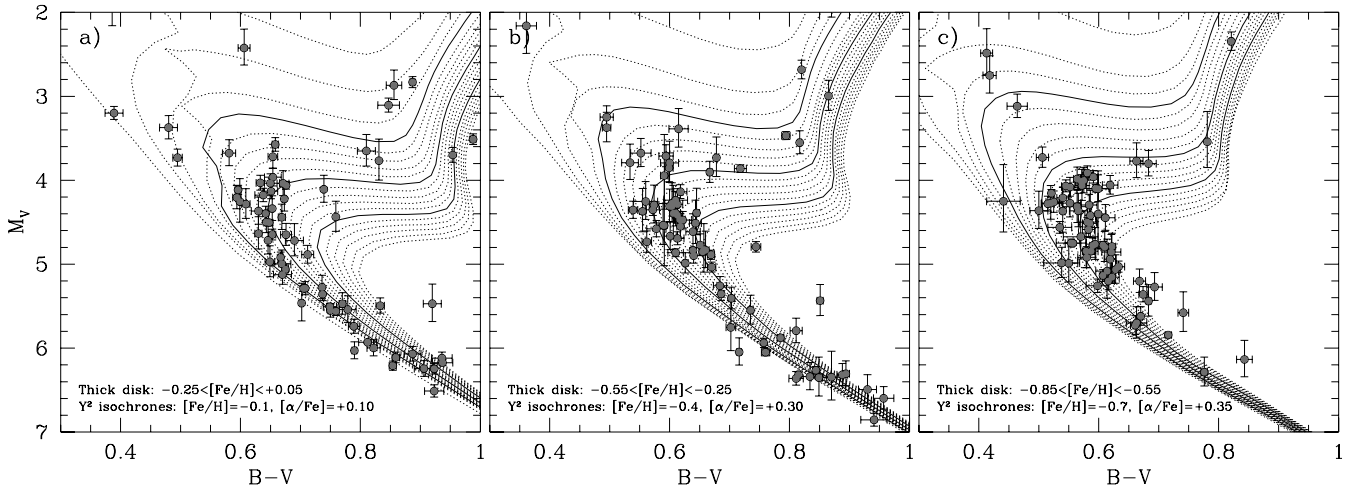 a)
b)
c)
2
3
4
5
6
7
M_V
Thick disk: −0.25<[Fe/H]<+0.05
Y² isochrones: [Fe/H]=−0.1, [α/Fe]=+0.10
Thick disk: −0.55<[Fe/H]<−0.25
Y² isochrones: [Fe/H]=−0.4, [α/Fe]=+0.30
Thick disk: −0.85<[Fe/H]<−0.55
Y² isochrones: [Fe/H]=−0.7, [α/Fe]=+0.35
0.4 0.6 0.8 1
0.4 0.6 0.8 1
0.4 0.6 0.8 1
B−V
B−V
B−V